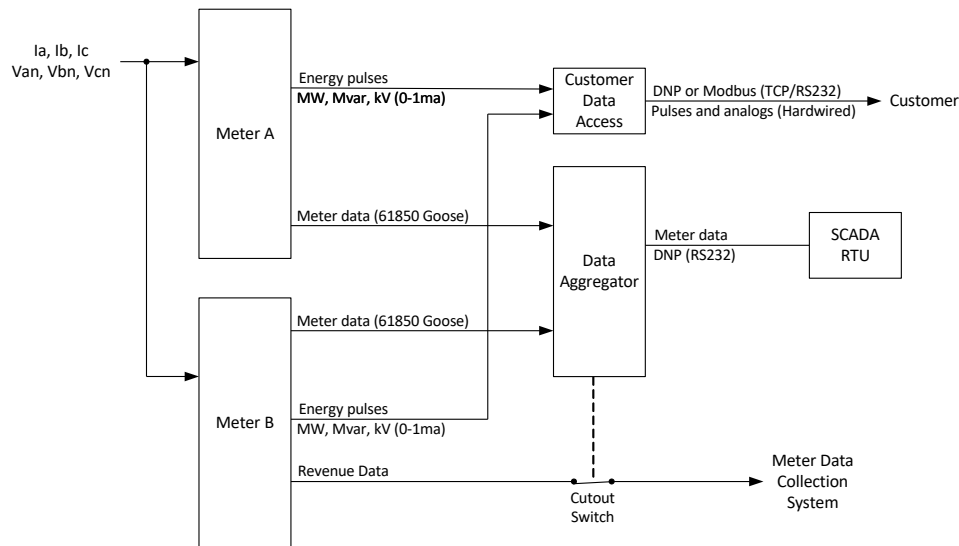 Ia, Ib, Ic
Van, Vbn, Vcn
Meter A
Energy pulses
MW, Mvar, kV (0-1ma)
Customer
Data
Access
DNP or Modbus (TCP/RS232)
Pulses and analogs (Hardwired)
Customer
Meter data (61850 Goose)
Data
Aggregator
Meter data
DNP (RS232)
SCADA
RTU
Meter B
Meter data (61850 Goose)
Energy pulses
MW, Mvar, kV (0-1ma)
Revenue Data
Cutout
Switch
Meter Data
Collection
System